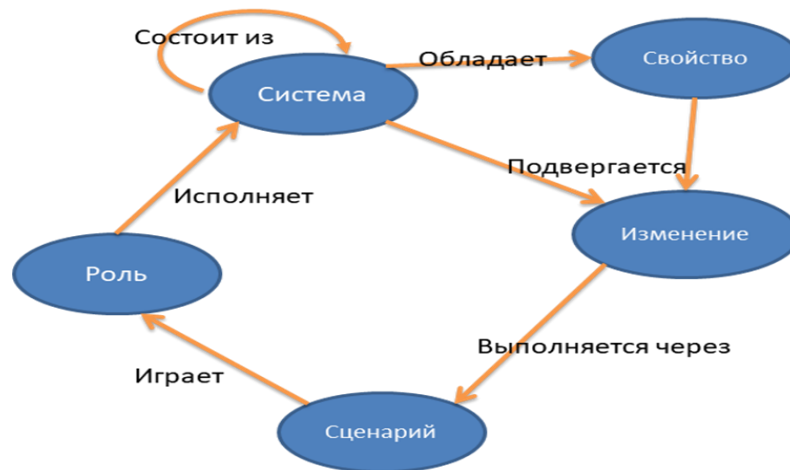 Состоит из
Обладает
Свойство
Система
Подвергается
Исполняет
Изменение
Роль
Выполняется через
Играет
Сценарий